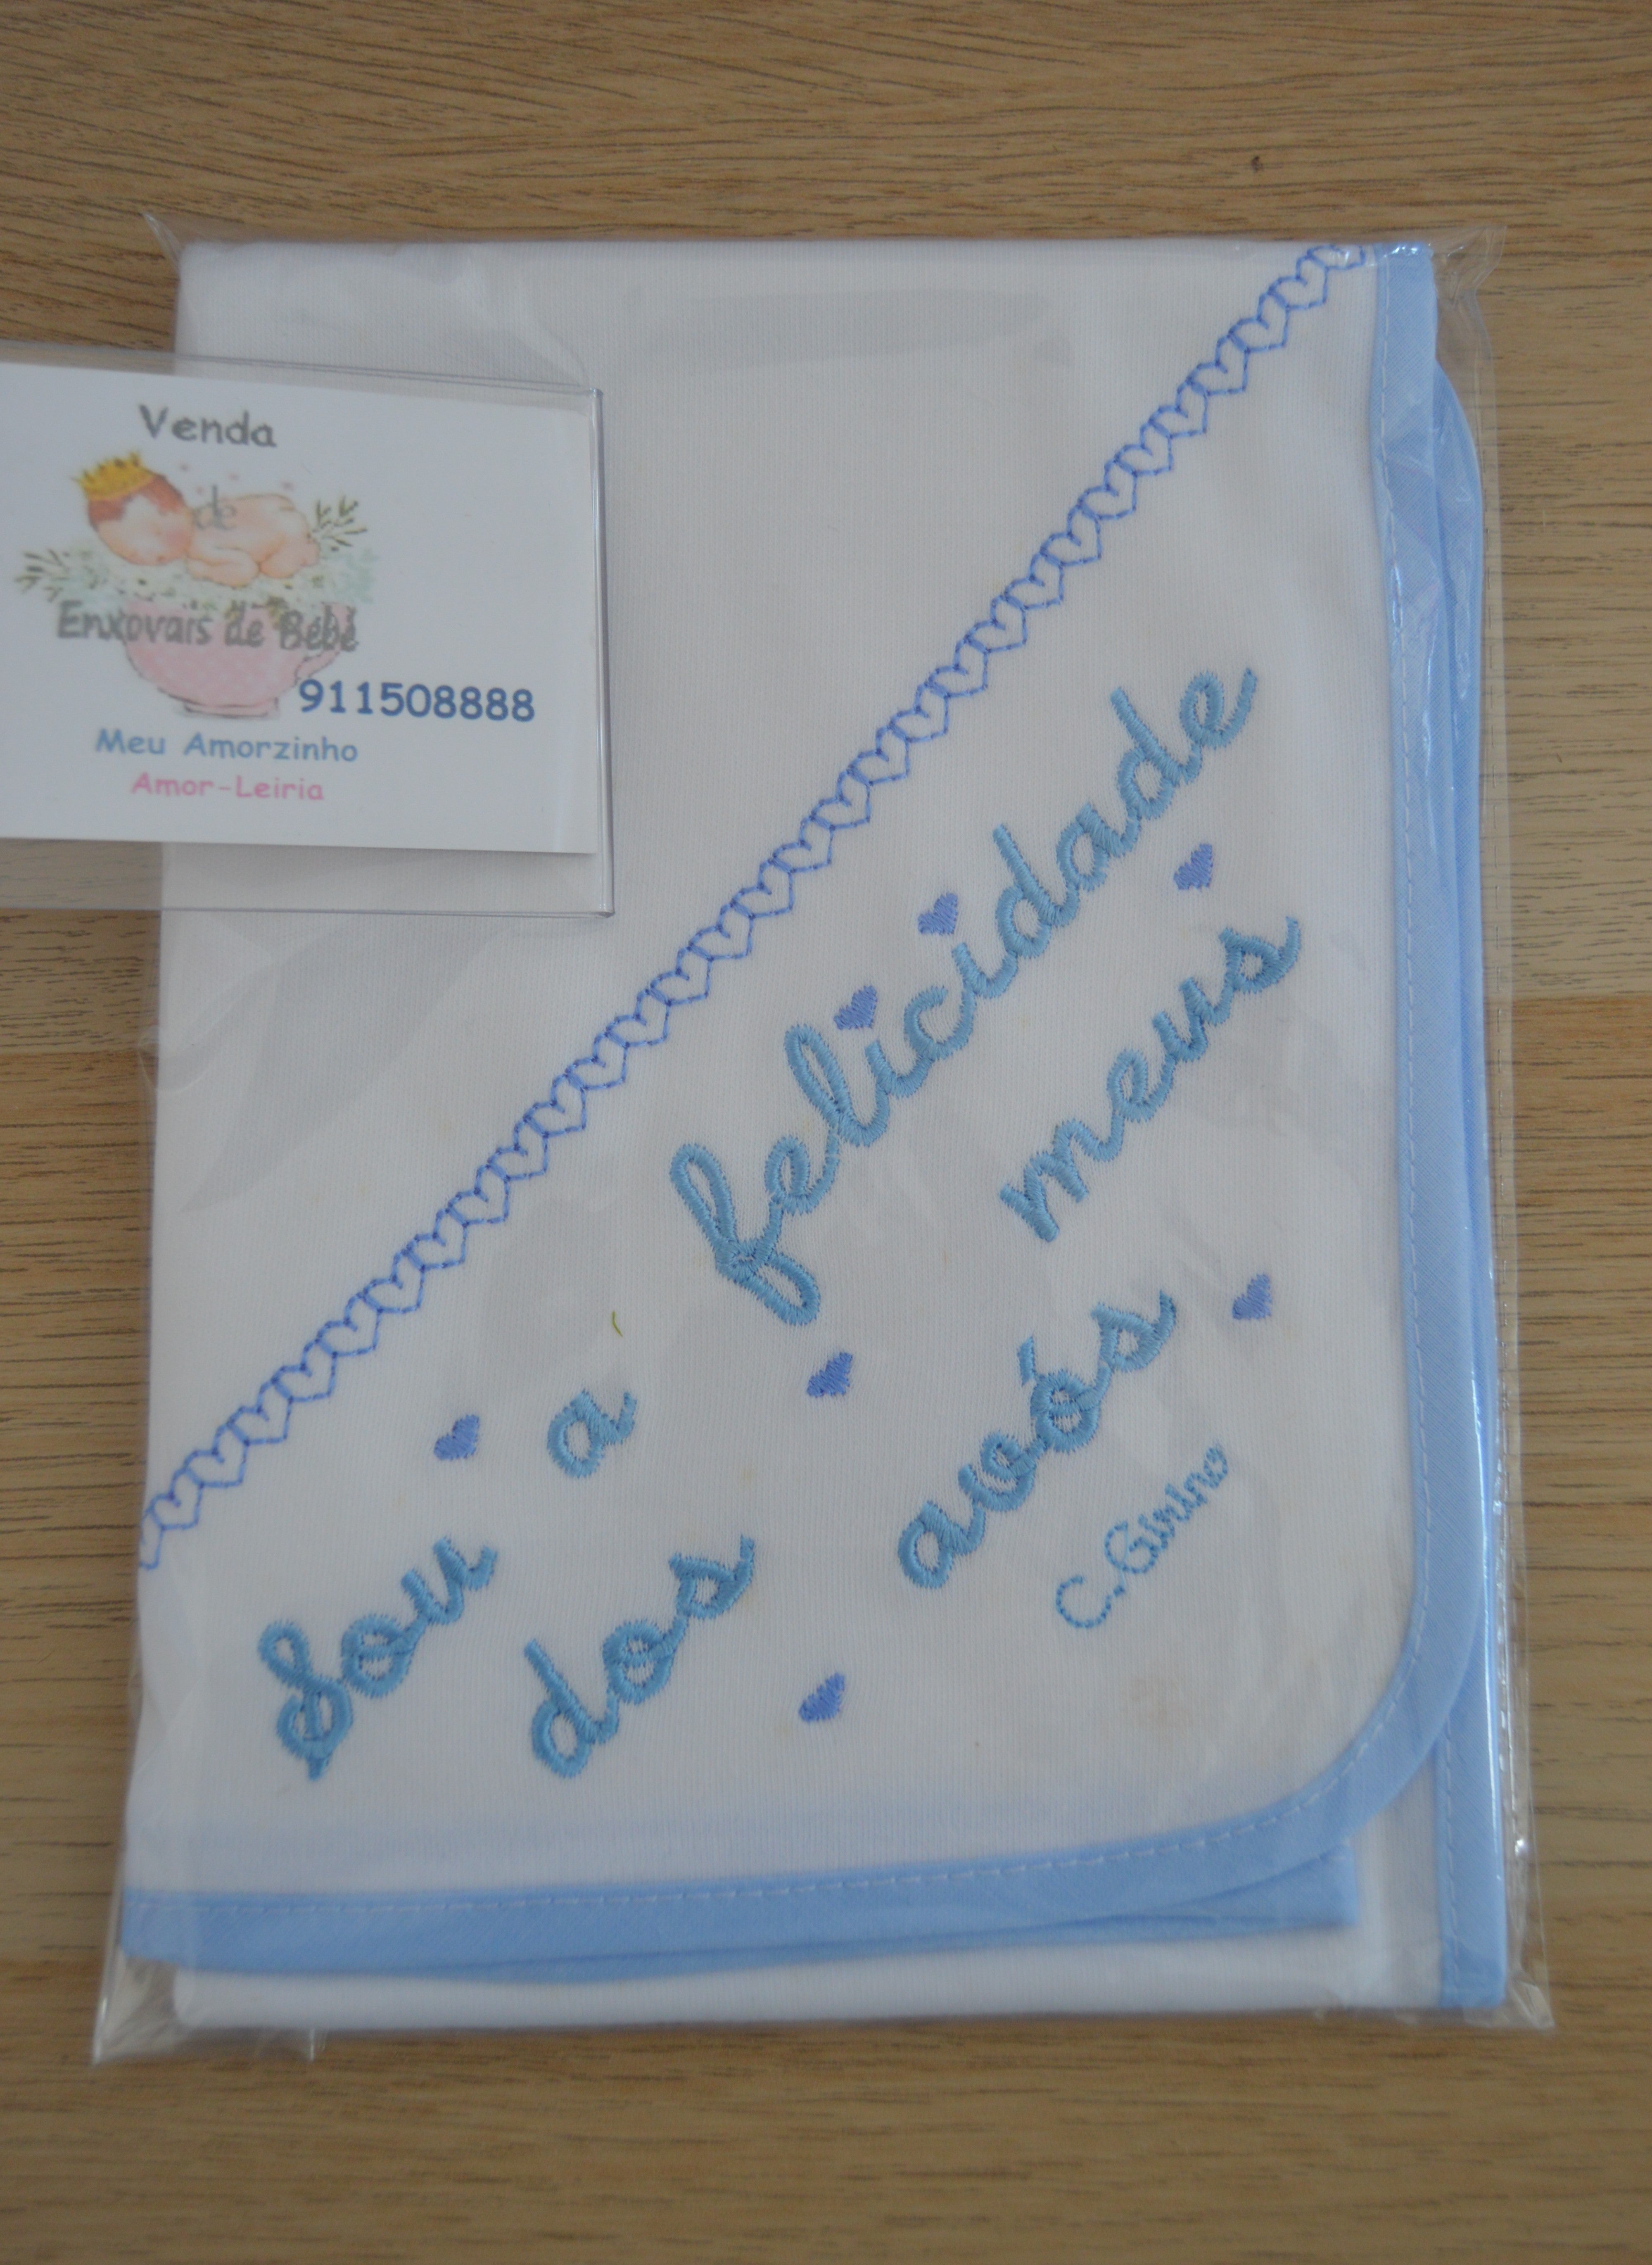 Venda
de
Enxovais de Bébé
911508888
Meu Amorzinho
Amor-Leiria
Sou a felicidade
dos avós meus
C.Girino